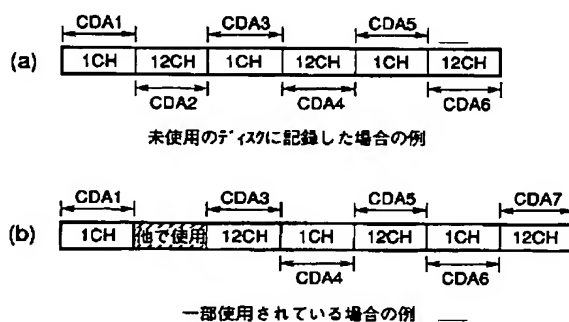 CDA1 CDA3 CDA5
(a) 1CH 12CH 1CH 12CH 1CH 12CH
CDA2 CDA4 CDA6
未使用のディスクに記録した場合の例
CDA1 CDA3 CDA5 CDA7
(b) 1CH 他で使用 12CH 1CH 12CH 1CH 12CH
CDA4 CDA6
一部使用されている場合の例